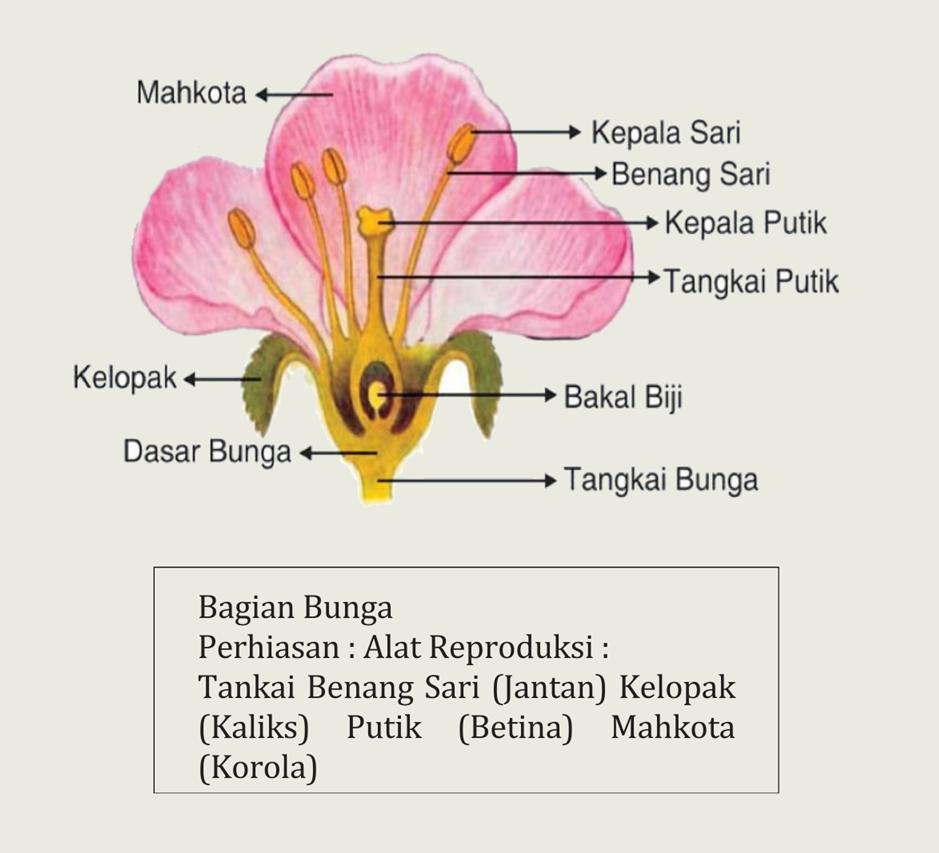 Mahkota
Kepala Sari
Benang Sari
Kepala Putik
Tangkai Putik
Kelopak
Bakal Biji
Dasar Bunga
Tangkai Bunga
Bagian Bunga
Perhiasan : Alat Reproduksi :
Tankai Benang Sari (Jantan) Kelopak
(Kaliks) Putik (Betina) Mahkota
(Korola)